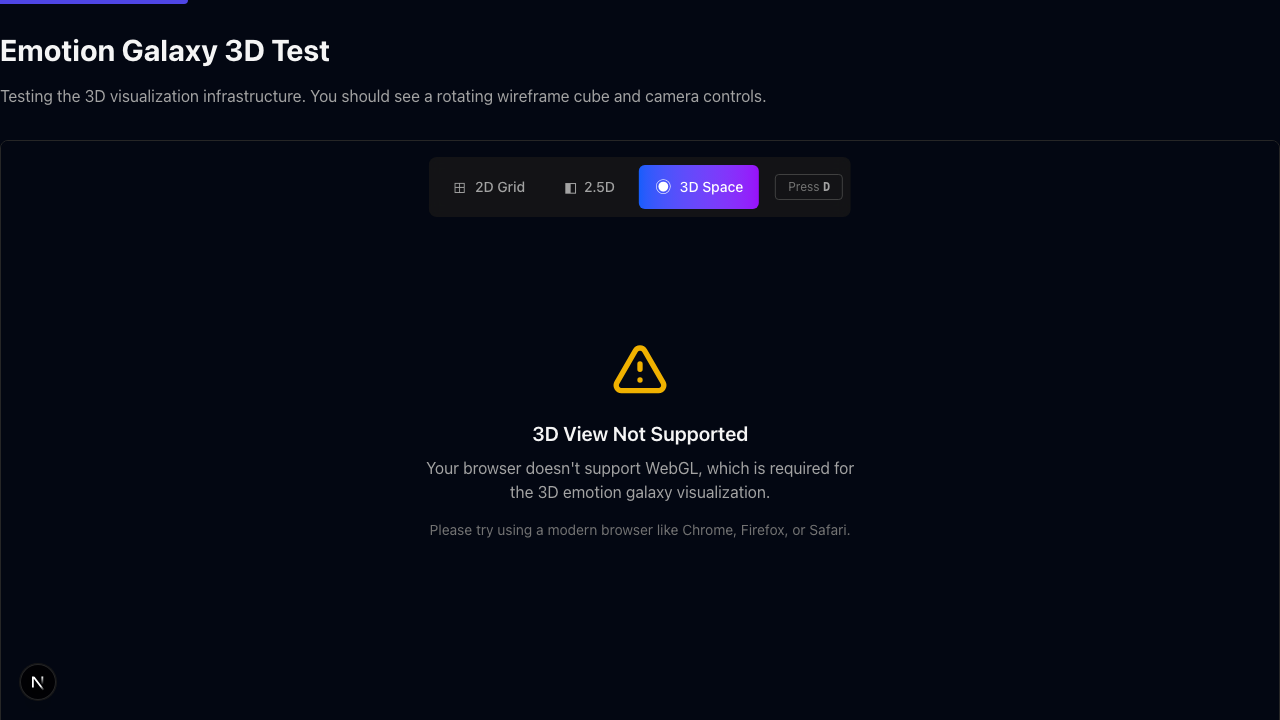 Emotion Galaxy 3D Test
Testing the 3D visualization infrastructure. You should see a rotating wireframe cube and camera controls.
2D Grid 2.5D 3D Space Press D
3D View Not Supported
Your browser doesn't support WebGL, which is required for
the 3D emotion galaxy visualization.
Please try using a modern browser like Chrome, Firefox, or Safari.
N